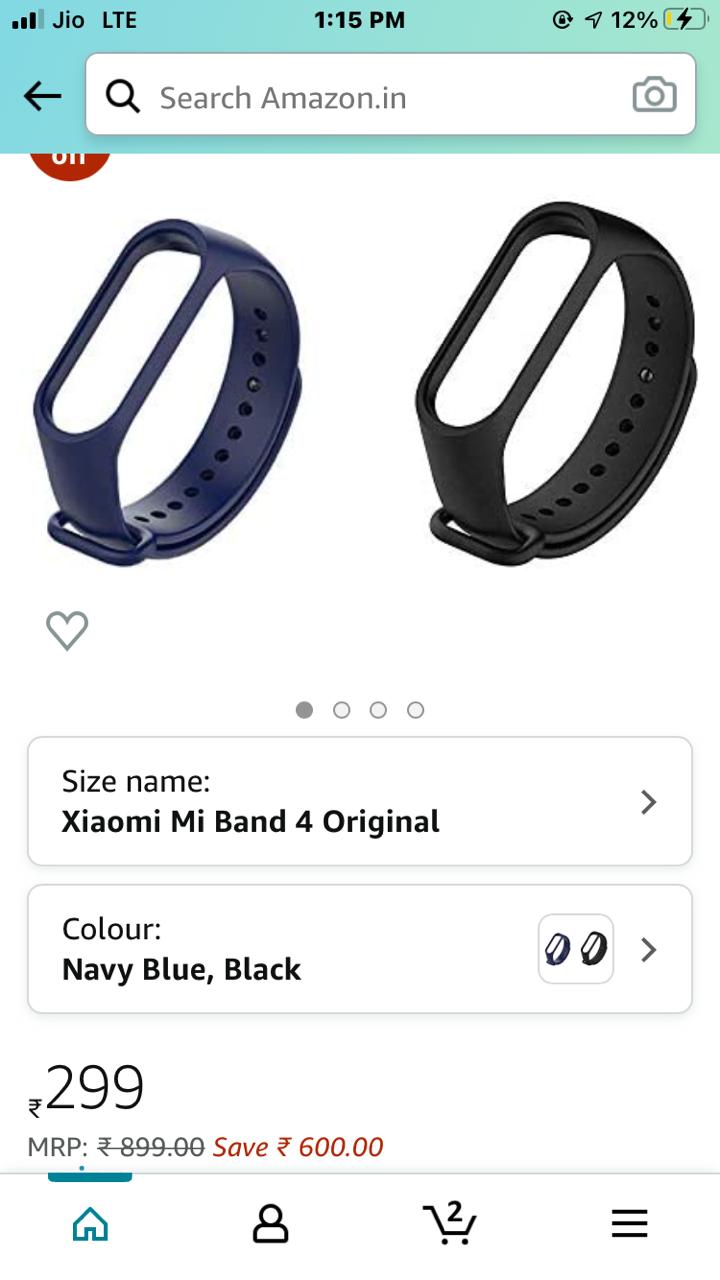 Jio LTE 1:15 PM 12%
Search Amazon.in
off
Size name:
Xiaomi Mi Band 4 Original
Colour:
Navy Blue, Black
₹299
MRP: ₹ 899.00 Save ₹ 600.00
2